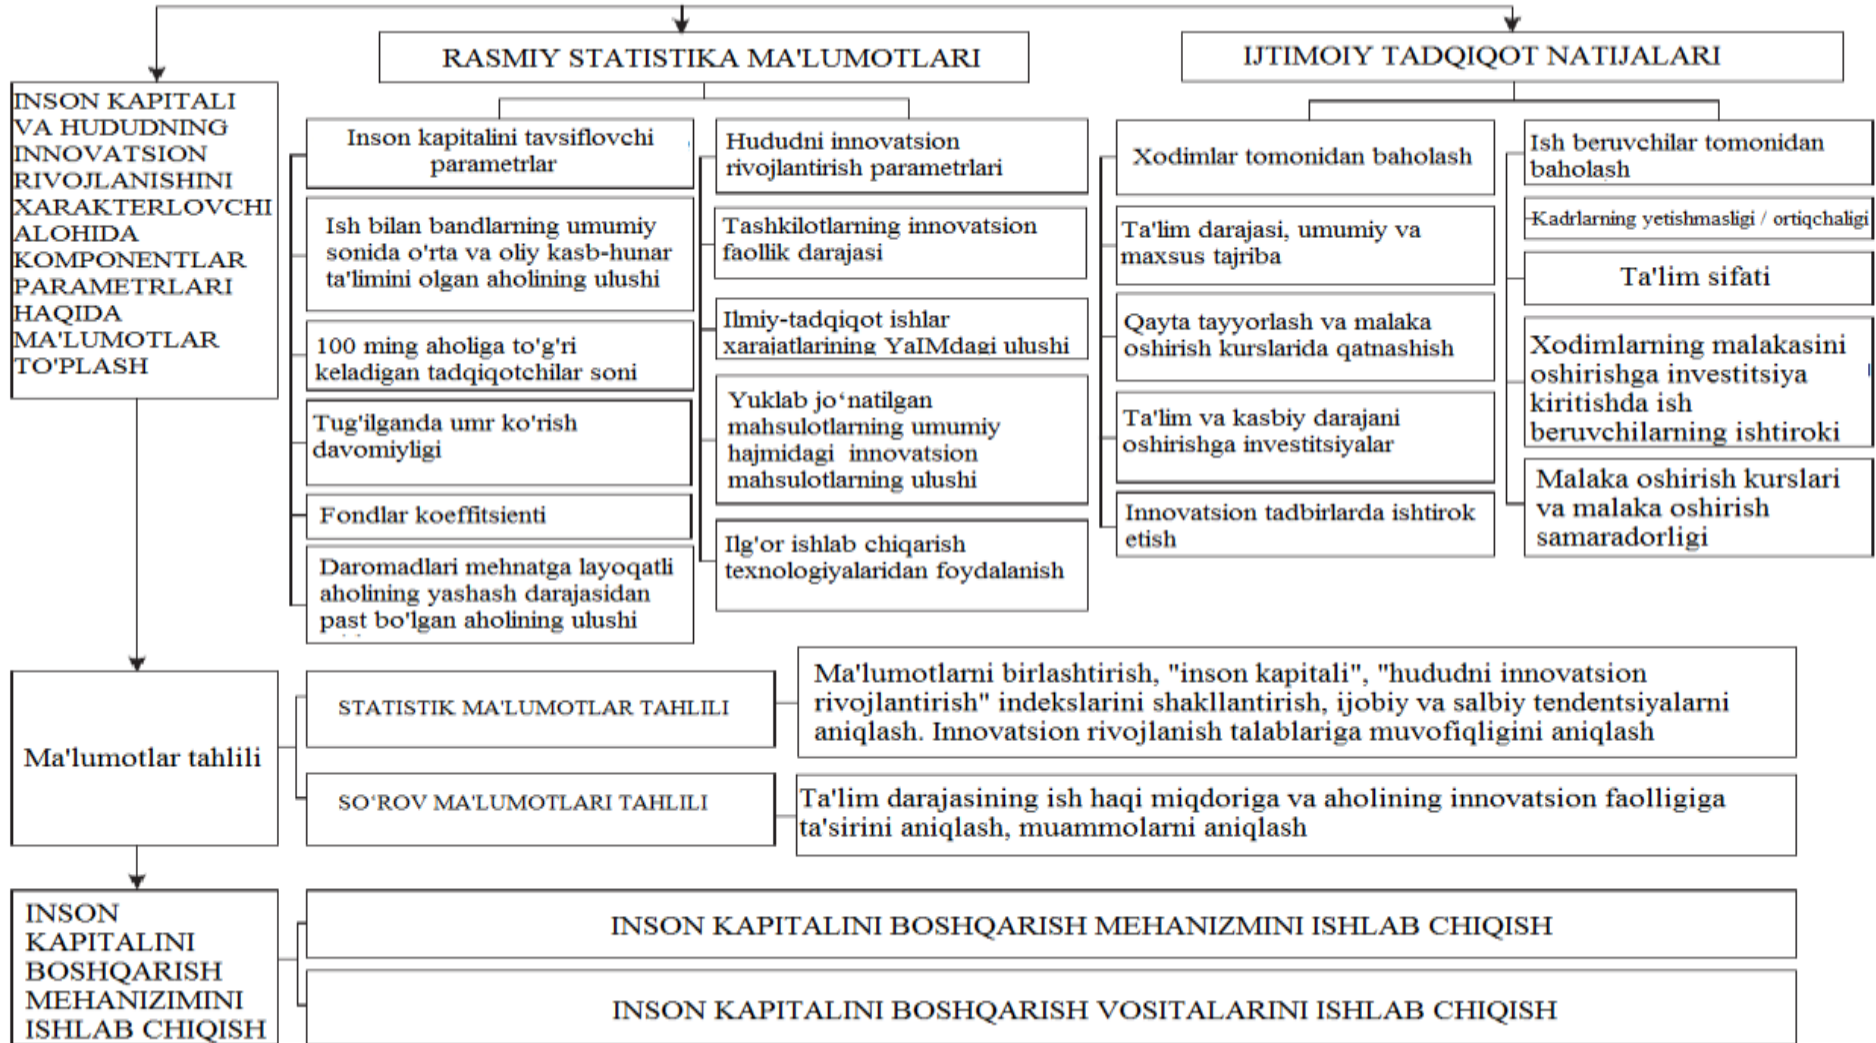 RASMIY STATISTIKA MA'LUMOTLARI
IJTIMOIY TADQIQOT NATIJALARI
INSON KAPITALI
VA HUDUDNING
INNOVATSION
RIVOJLANISHINI
XARAKTERLOVCHI
ALOHIDA
KOMPONENTLAR
PARAMETRLARI
HAQIDA
MA'LUMOTLAR
TO'PLASH
Inson kapitalini tavsiflovchi
parametrlar
Ish bilan bandlarning umumiy
sonida o'rta va oliy kasb-hunar
ta'limini olgan aholining ulushi
100 ming aholiga to'g'ri
keladigan tadqiqotchilar soni
Tug'ilganda umr ko'rish
davomiyligi
Fondlar koeffitsienti
Daromadlari mehnatga layoqatli
aholining yashash darajasidan
past bo'lgan aholining ulushi
Hududni innovatsion
rivojlantirish parametrlari
Tashkilotlarning innovatsion
faollik darajasi
Ilmiy-tadqiqot ishlar
xarajatlarining YaIMdagi ulushi
Yuklab jo‘natilgan
mahsulotlarning umumiy
hajmidagi innovatsion
mahsulotlarning ulushi
Ilg'or ishlab chiqarish
texnologiyalaridan foydalanish
Xodimlar tomonidan baholash
Ta'lim darajasi, umumiy va
maxsus tajriba
Qayta tayyorlash va malaka
oshirish kurslarida qatnashish
Ta'lim va kasbiy darajani
oshirishga investitsiyalar
Innovatsion tadbirlarda ishtirok
etish
Ish beruvchilar tomonidan
baholash
Kadrlarning yetishmasligi / ortiqchaligi
Ta'lim sifati
Xodimlarning malakasini
oshirishga investitsiya
kiritishda ish
beruvchilarning ishtiroki
Malaka oshirish kurslari
va malaka oshirish
samaradorligi
Ma'lumotlar tahlili
STATISTIK MA'LUMOTLAR TAHLILI
Ma'lumotlarni birlashtirish, "inson kapitali", "hududni innovatsion
rivojlantirish" indekslarini shakllantirish, ijobiy va salbiy tendentsiyalarni
aniqlash. Innovatsion rivojlanish talablariga muvofiqligini aniqlash
SO‘ROV MA'LUMOTLARI TAHLILI
Ta'lim darajasining ish haqi miqdoriga va aholining innovatsion faolligiga
ta'sirini aniqlash, muammolarni aniqlash
INSON
KAPITALINI
BOSHQARISH
MEHANIZIMINI
ISHLAB CHIQISH
INSON KAPITALINI BOSHQARISH MEHANIZMINI ISHLAB CHIQISH
INSON KAPITALINI BOSHQARISH VOSITALARINI ISHLAB CHIQISH